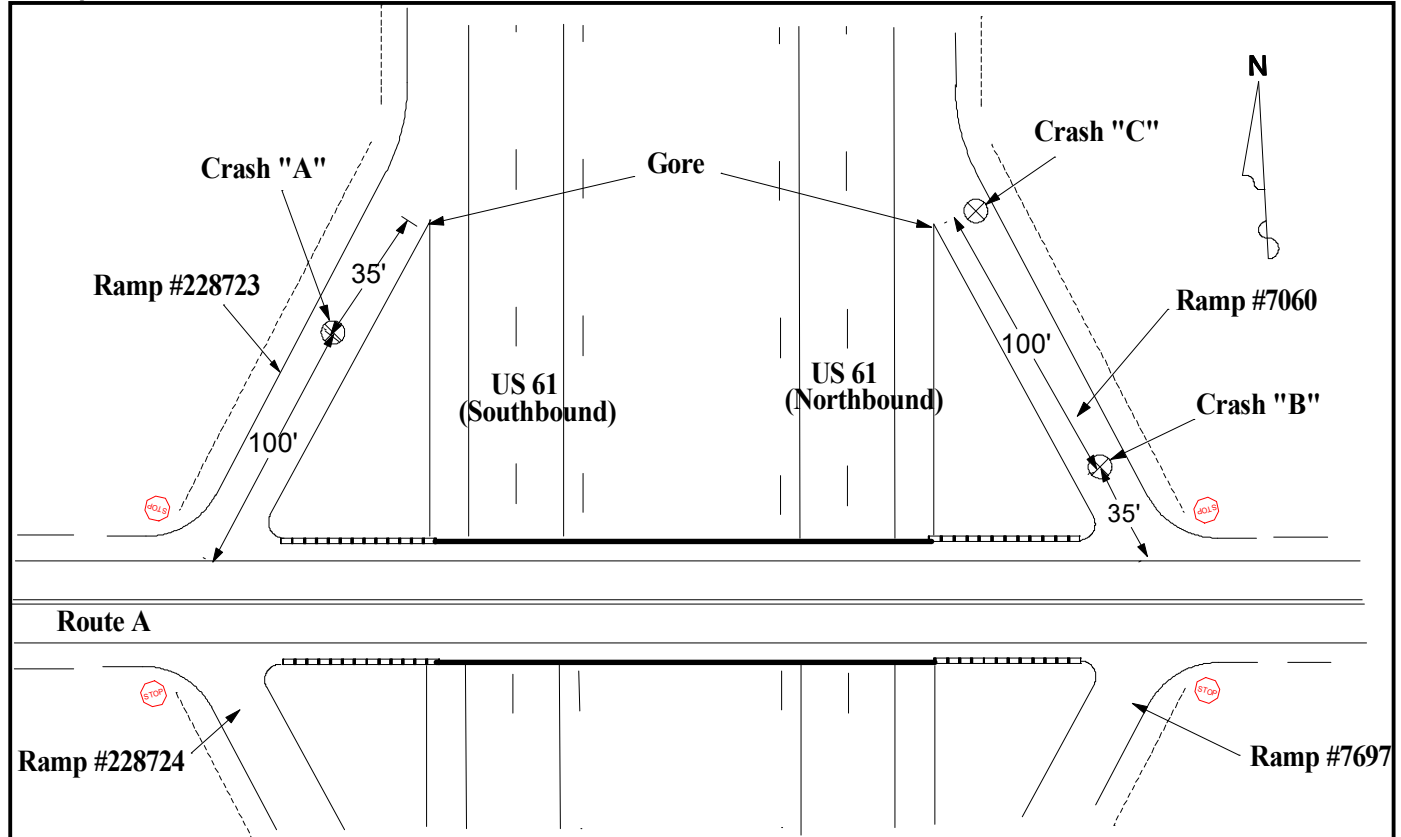 N
Crash "C"
Crash "A"
Gore
35'
Ramp #228723
Ramp #7060
100'
US 61
(Southbound)
US 61
(Northbound)
Crash "B"
100'
35'
STOP
STOP
Route A
STOP
STOP
Ramp #228724
Ramp #7697